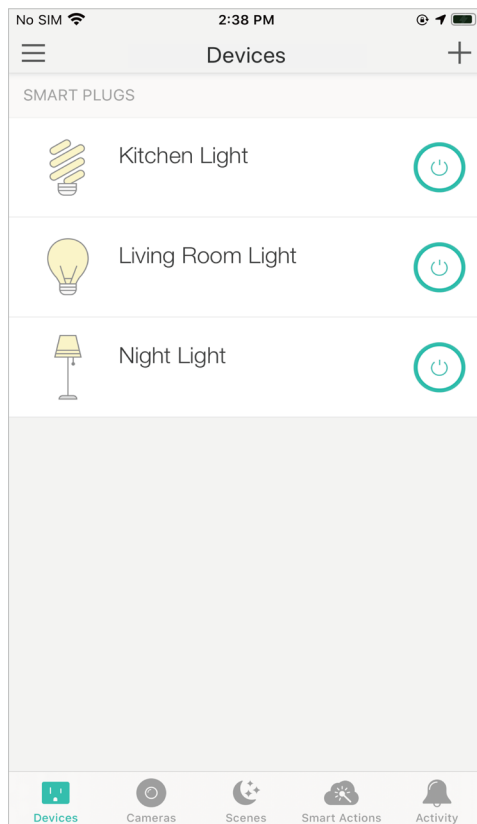 No SIM 2:38 PM
Devices
SMART PLUGS
Kitchen Light
Living Room Light
Night Light
Devices Cameras Scenes Smart Actions Activity